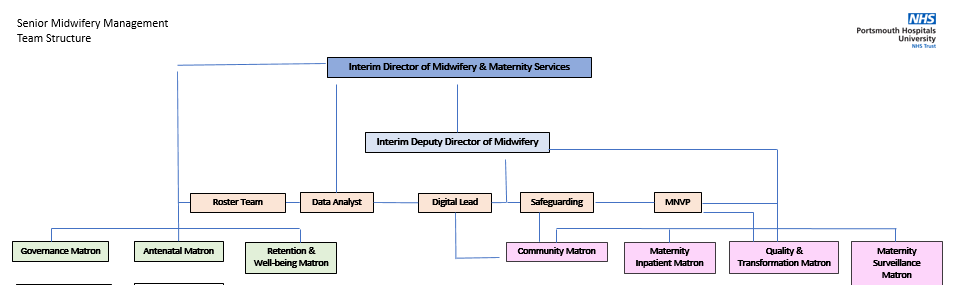 Senior Midwifery Management
Team Structure
NHS
Portsmouth Hospitals
University
NHS Trust
Interim Director of Midwifery & Maternity Services
Interim Deputy Director of Midwifery
Roster Team
Data Analyst
Digital Lead
Safeguarding
MNVP
Governance Matron
Antenatal Matron
Retention &
Well-being Matron
Community Matron
Maternity
Inpatient Matron
Quality &
Transformation Matron
Maternity
Surveillance
Matron